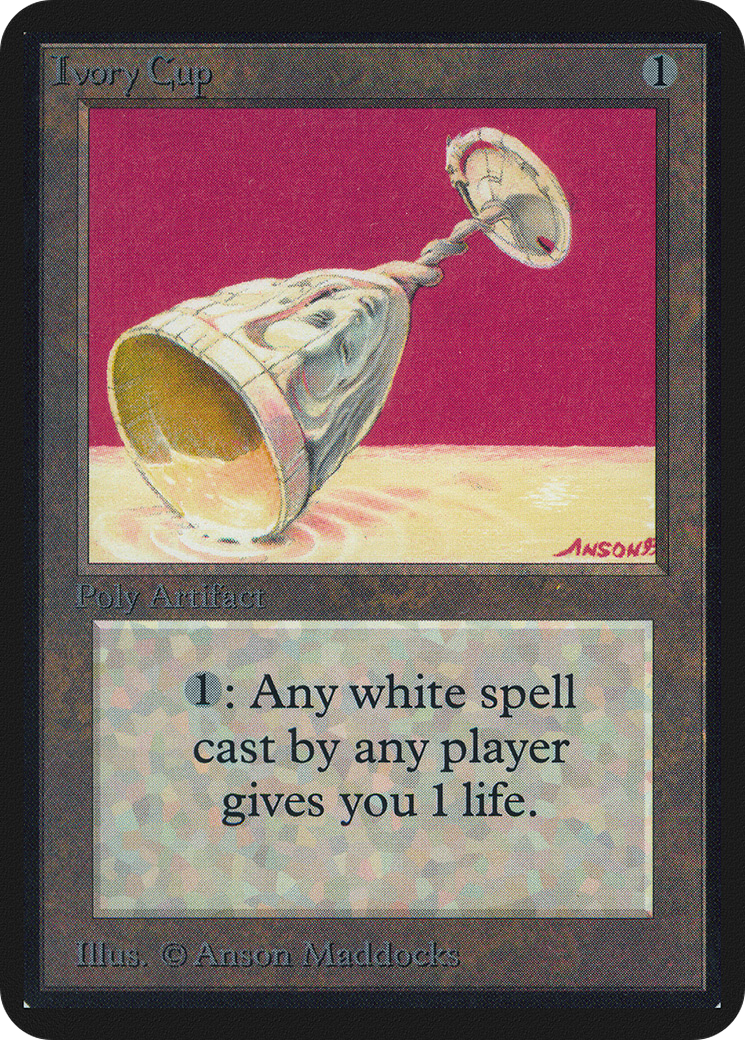 Ivory Cup 1
ANSON93
Poly Artifact
1: Any white spell
cast by any player
gives you 1 life.
Illus. © Anson Maddocks